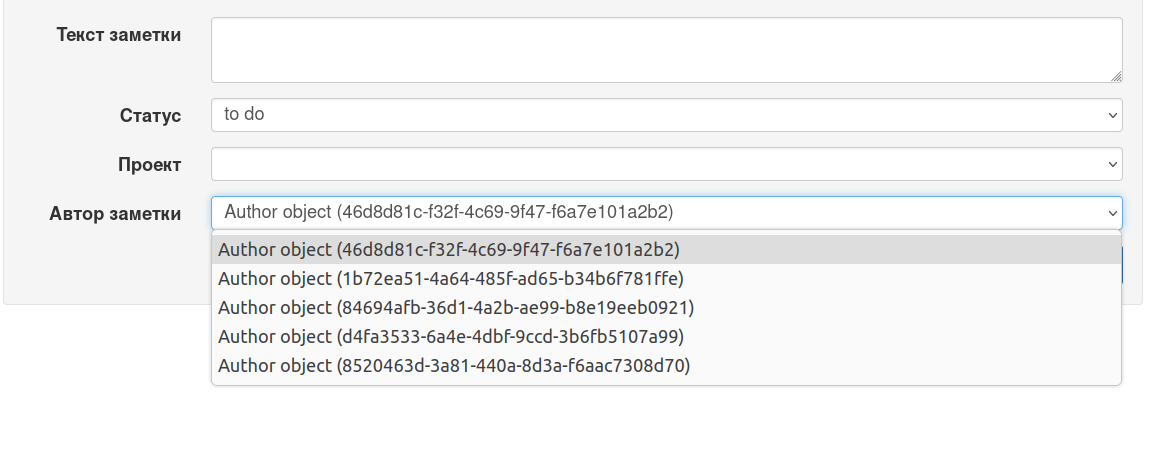 Текст заметки
Статус
to do
Проект
Автор заметки
Author object (46d8d81c-f32f-4c69-9f47-f6a7e101a2b2)
Author object (46d8d81c-f32f-4c69-9f47-f6a7e101a2b2)
Author object (1b72ea51-4a64-485f-ad65-b34b6f781ffe)
Author object (84694afb-36d1-4a2b-ae99-b8e19eeb0921)
Author object (d4fa3533-6a4e-4dbf-9ccd-3b6fb5107a99)
Author object (8520463d-3a81-440a-8d3a-f6aac7308d70)